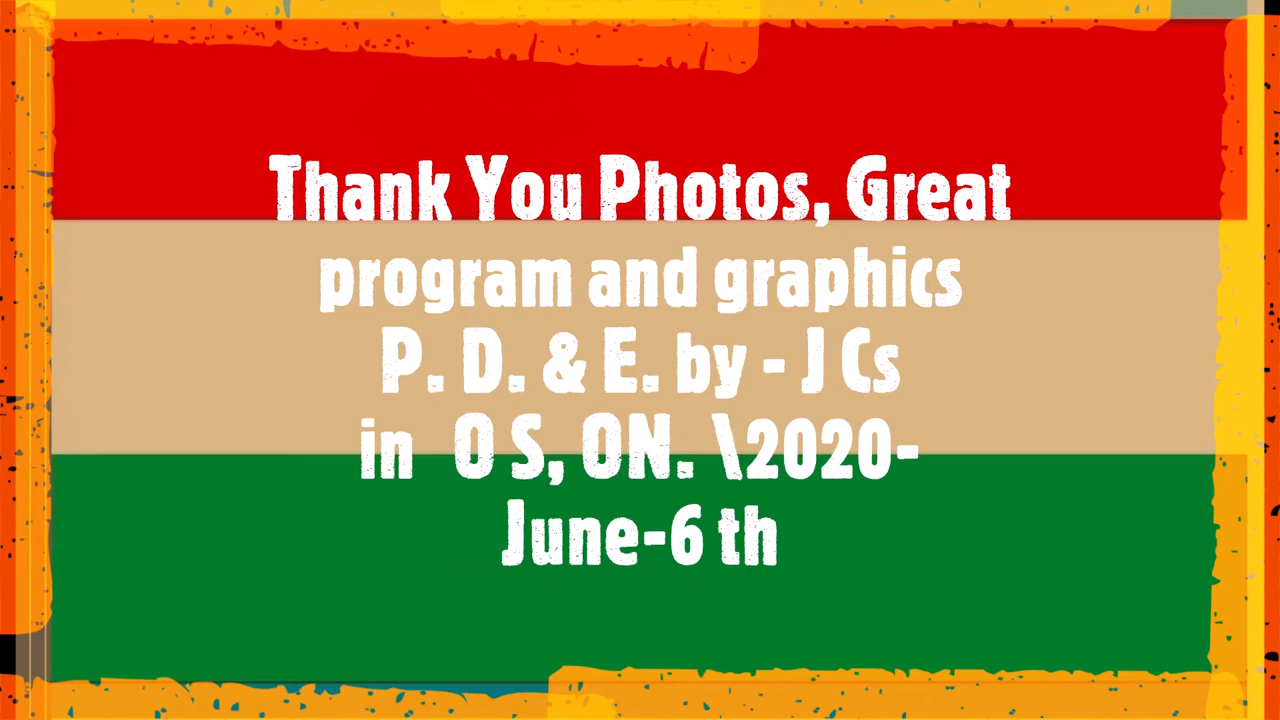 Thank You Photos, Great
program and graphics
P. D. & E. by - J Cs
in O S, ON. \2020-
June-6 th